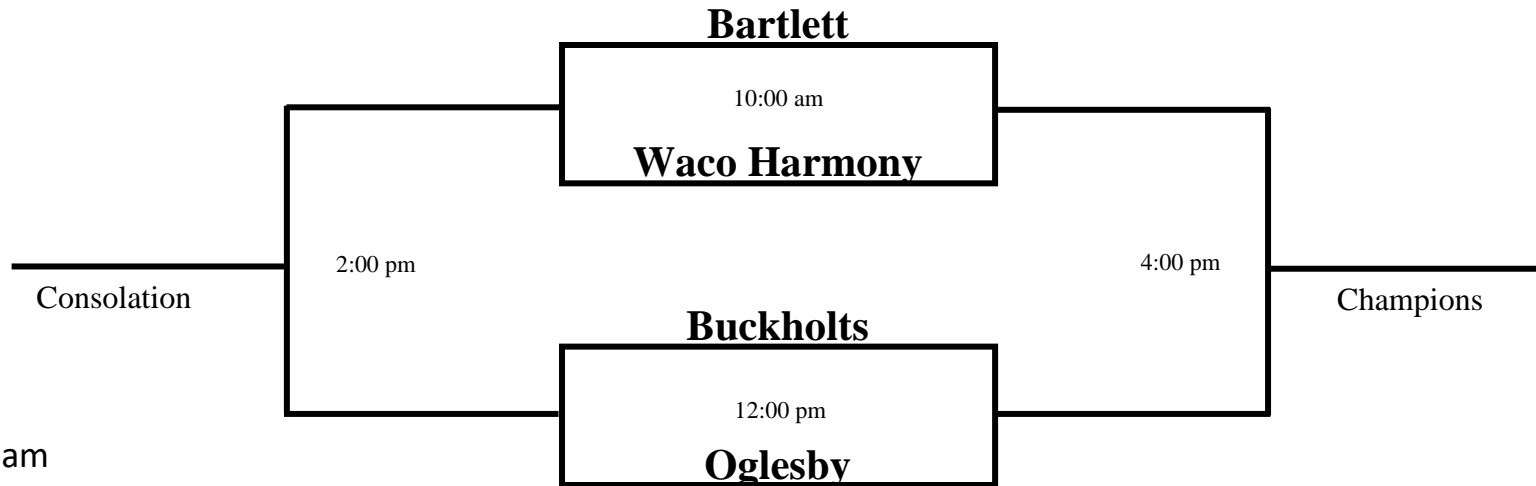 Bartlett
10:00 am
Waco Harmony
2:00 pm
4:00 pm
Consolation
Champions
Buckholts
12:00 pm
am
Oglesby